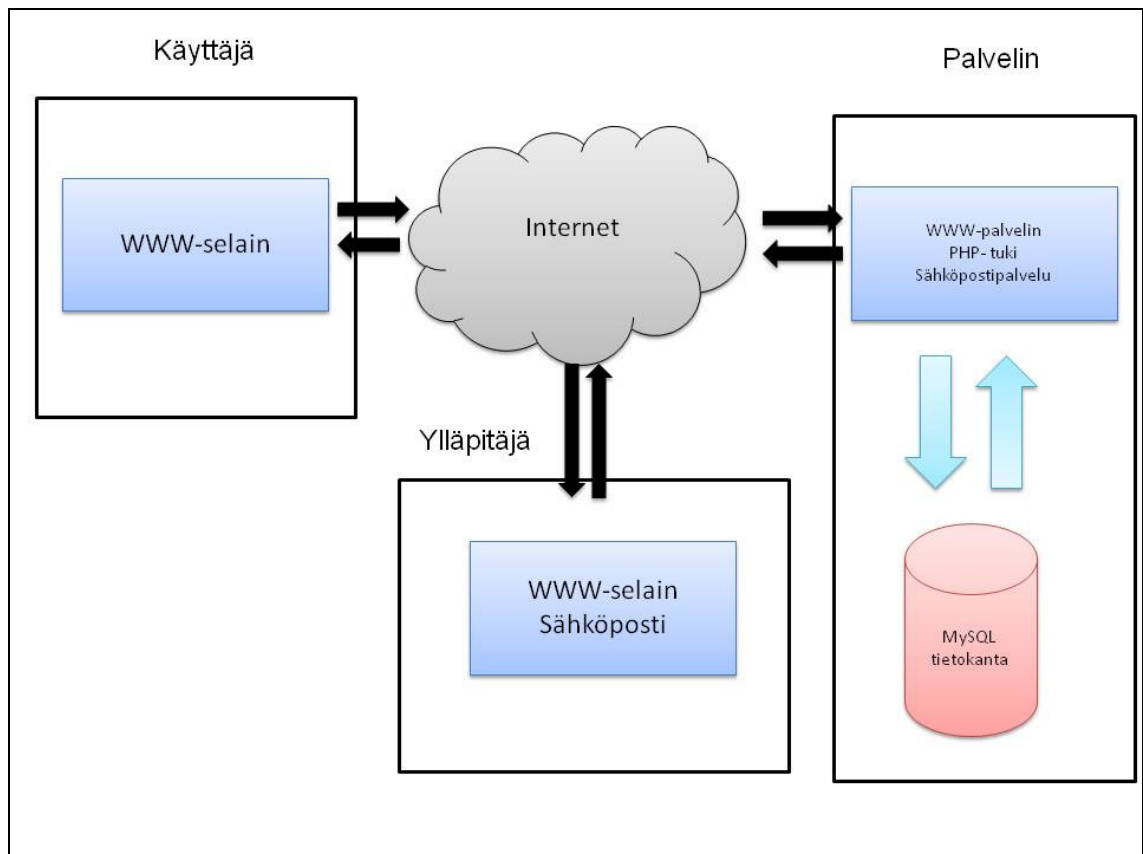 Käyttäjä
Palvelin
WWW-selain
Internet
WWW-palvelin
PHP- tuki
Sähköpostipalvelu
Ylläpitäjä
WWW-selain
Sähköposti
MySQL
tietokanta